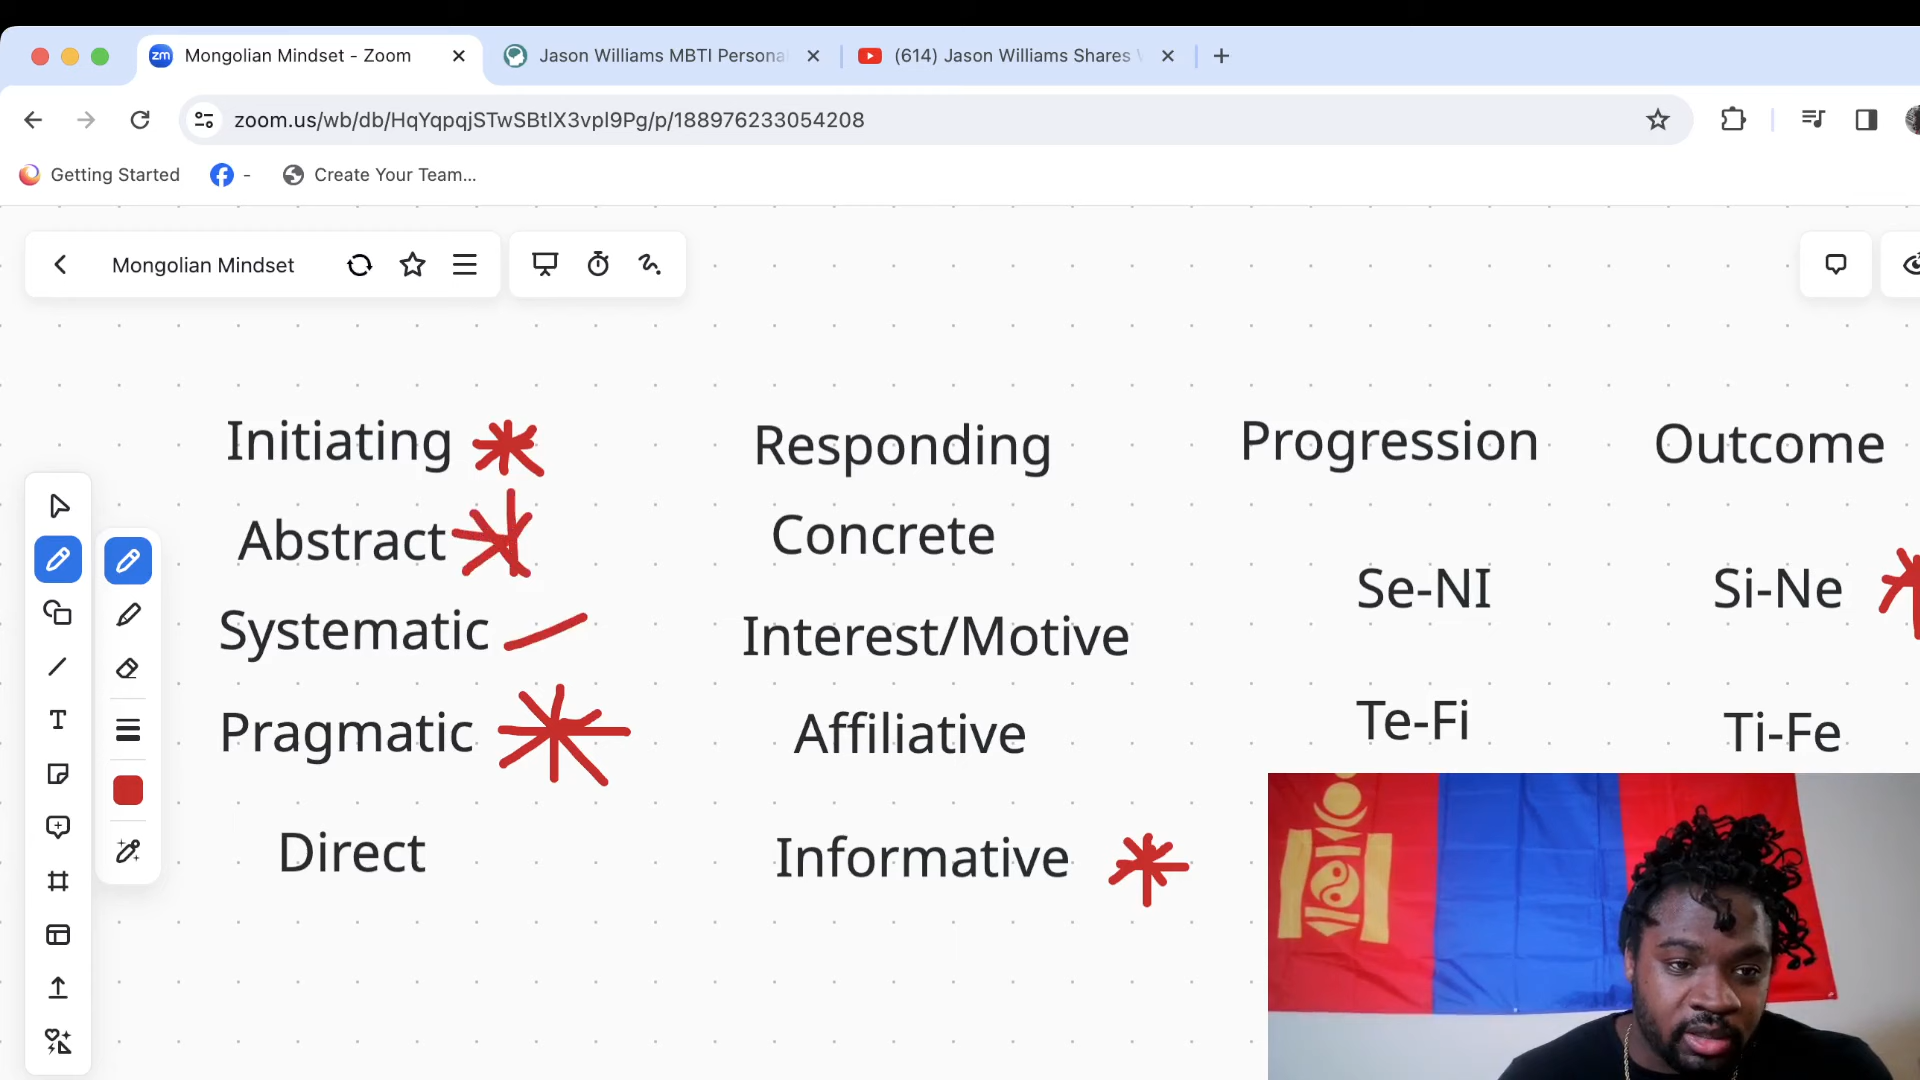 Mongolian Mindset - Zoom
Jason Williams MBTI Persona
(614) Jason Williams Shares
zoom.us/wb/db/HqYqpqjSTwSBtlX3vpl9Pg/p/188976233054208
Getting Started
-
Create Your Team...
Mongolian Mindset
Initiating
Responding
Progression
Outcome
Abstract
Concrete
Se-NI
Si-Ne
Systematic
Interest/Motive
Pragmatic
Affiliative
Te-Fi
Ti-Fe
Direct
Informative